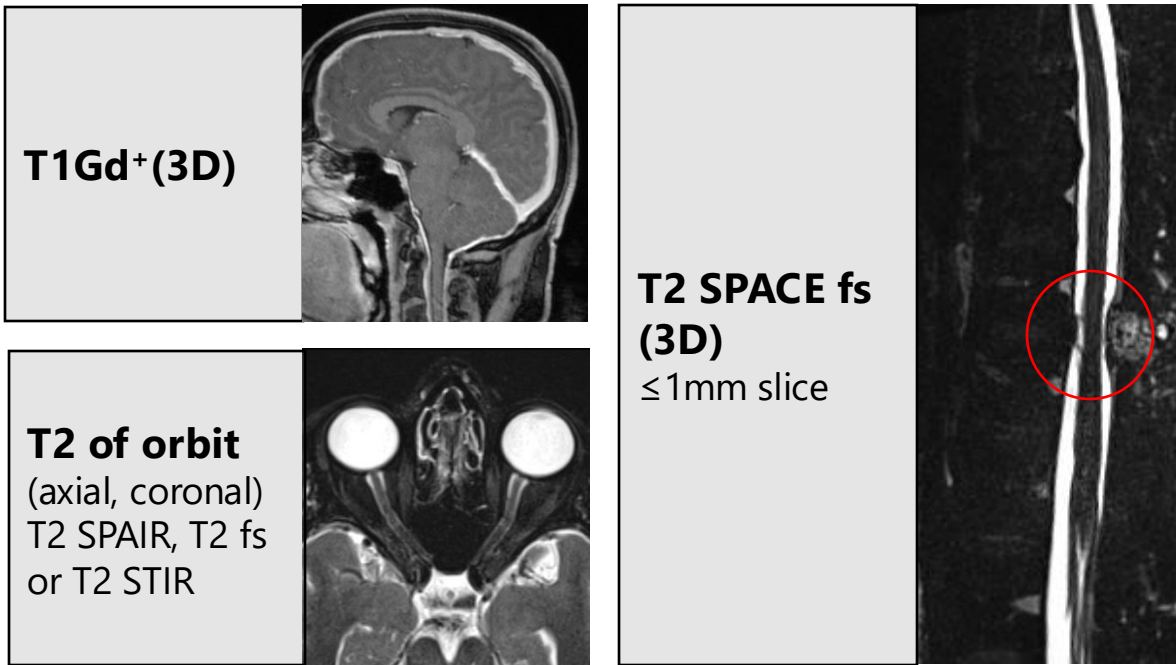 T1Gd⁺(3D)
T2 of orbit
(axial, coronal)
T2 SPAIR, T2 fs
or T2 STIR
T2 SPACE fs
(3D)
≤1mm slice